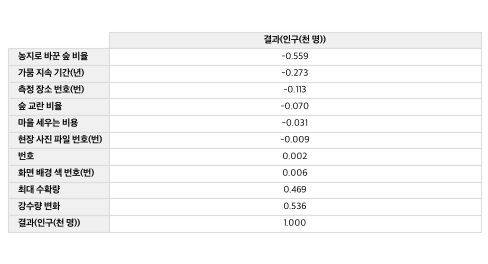 결과(인구(천 명))
농지로 바꾼 숲 비율 -0.559
가뭄 지속 기간(년) -0.273
측정 장소 번호(번) -0.113
숲 교란 비율 -0.070
마을 세우는 비용 -0.031
현장 사진 파일 번호(번) -0.009
번호 0.002
화면 배경 색 번호(번) 0.006
최대 수확량 0.469
강수량 변화 0.536
결과(인구(천 명)) 1.000